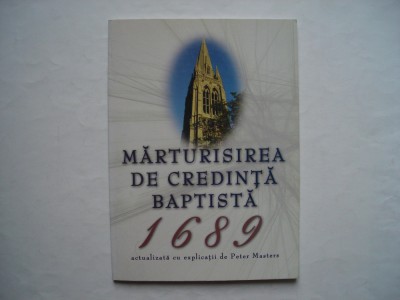 MĂRTURISIREA
DE CREDINȚĂ
BAPTISTĂ
1689
actualizată cu explicații de Peter Masters